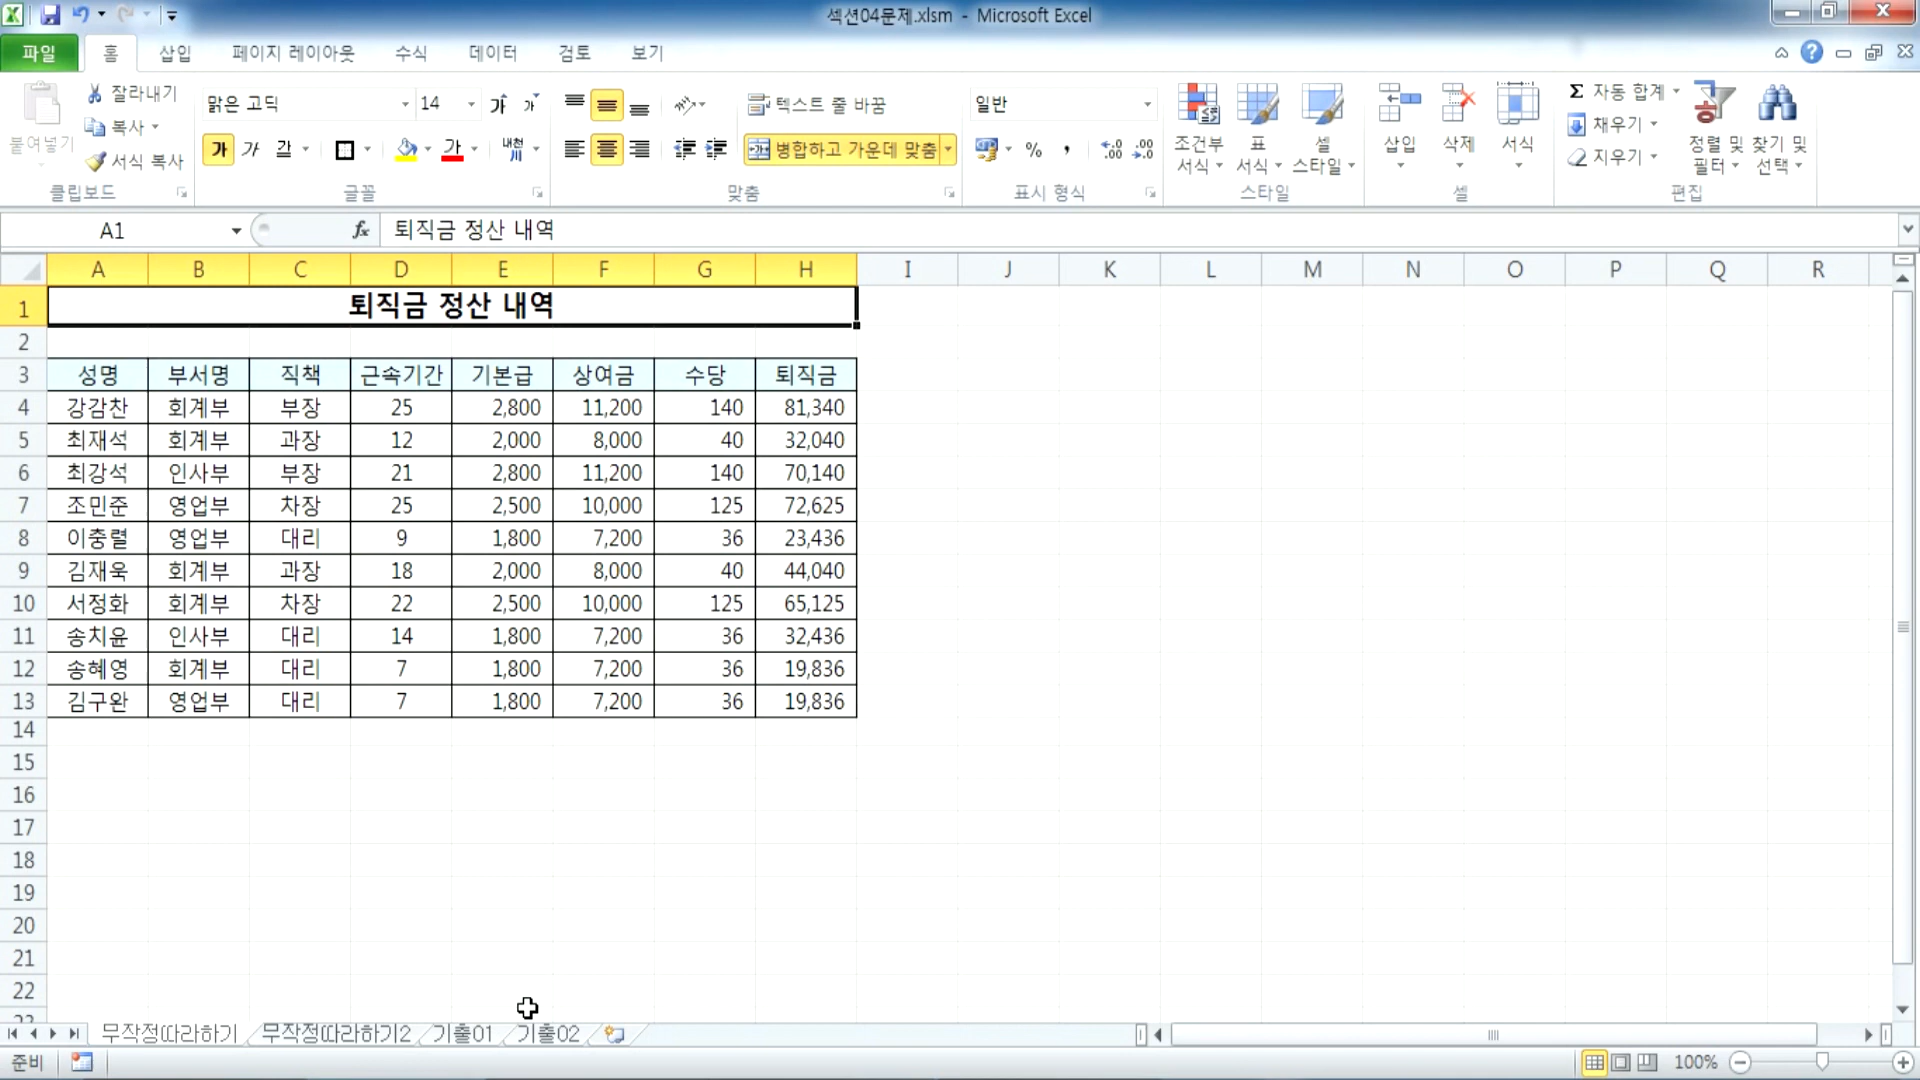 섹션04문제.xlsm - Microsoft Excel
파일 홈 삽입 페이지 레이아웃 수식 데이터 검토 보기
붙여넣기 잘라내기 복사 서식 복사 클립보드
맑은 고딕 14 가 가 가 가 간 가 내천 川 글꼴
텍스트 줄 바꿈 병합하고 가운데 맞춤 맞춤
일반 % , .00 .00 표시 형식
조건부 서식 표 서식 셀 스타일 스타일
삽입 삭제 서식 셀
Σ 자동 합계 채우기 지우기 정렬 및 필터 찾기 및 선택 편집
A1 fx 퇴직금 정산 내역
A B C D E F G H I J K L M N O P Q R
1 퇴직금 정산 내역
2
3 성명 부서명 직책 근속기간 기본급 상여금 수당 퇴직금
4 강감찬 회계부 부장 25 2,800 11,200 140 81,340
5 최재석 회계부 과장 12 2,000 8,000 40 32,040
6 최강석 인사부 부장 21 2,800 11,200 140 70,140
7 조민준 영업부 차장 25 2,500 10,000 125 72,625
8 이충렬 영업부 대리 9 1,800 7,200 36 23,436
9 김재욱 회계부 과장 18 2,000 8,000 40 44,040
10 서정화 회계부 차장 22 2,500 10,000 125 65,125
11 송치윤 인사부 대리 14 1,800 7,200 36 32,436
12 송혜영 회계부 대리 7 1,800 7,200 36 19,836
13 김구완 영업부 대리 7 1,800 7,200 36 19,836
14
15
16
17
18
19
20
21
22
무작정따라하기 무작정따라하기2 기출01 기출02
준비 100%